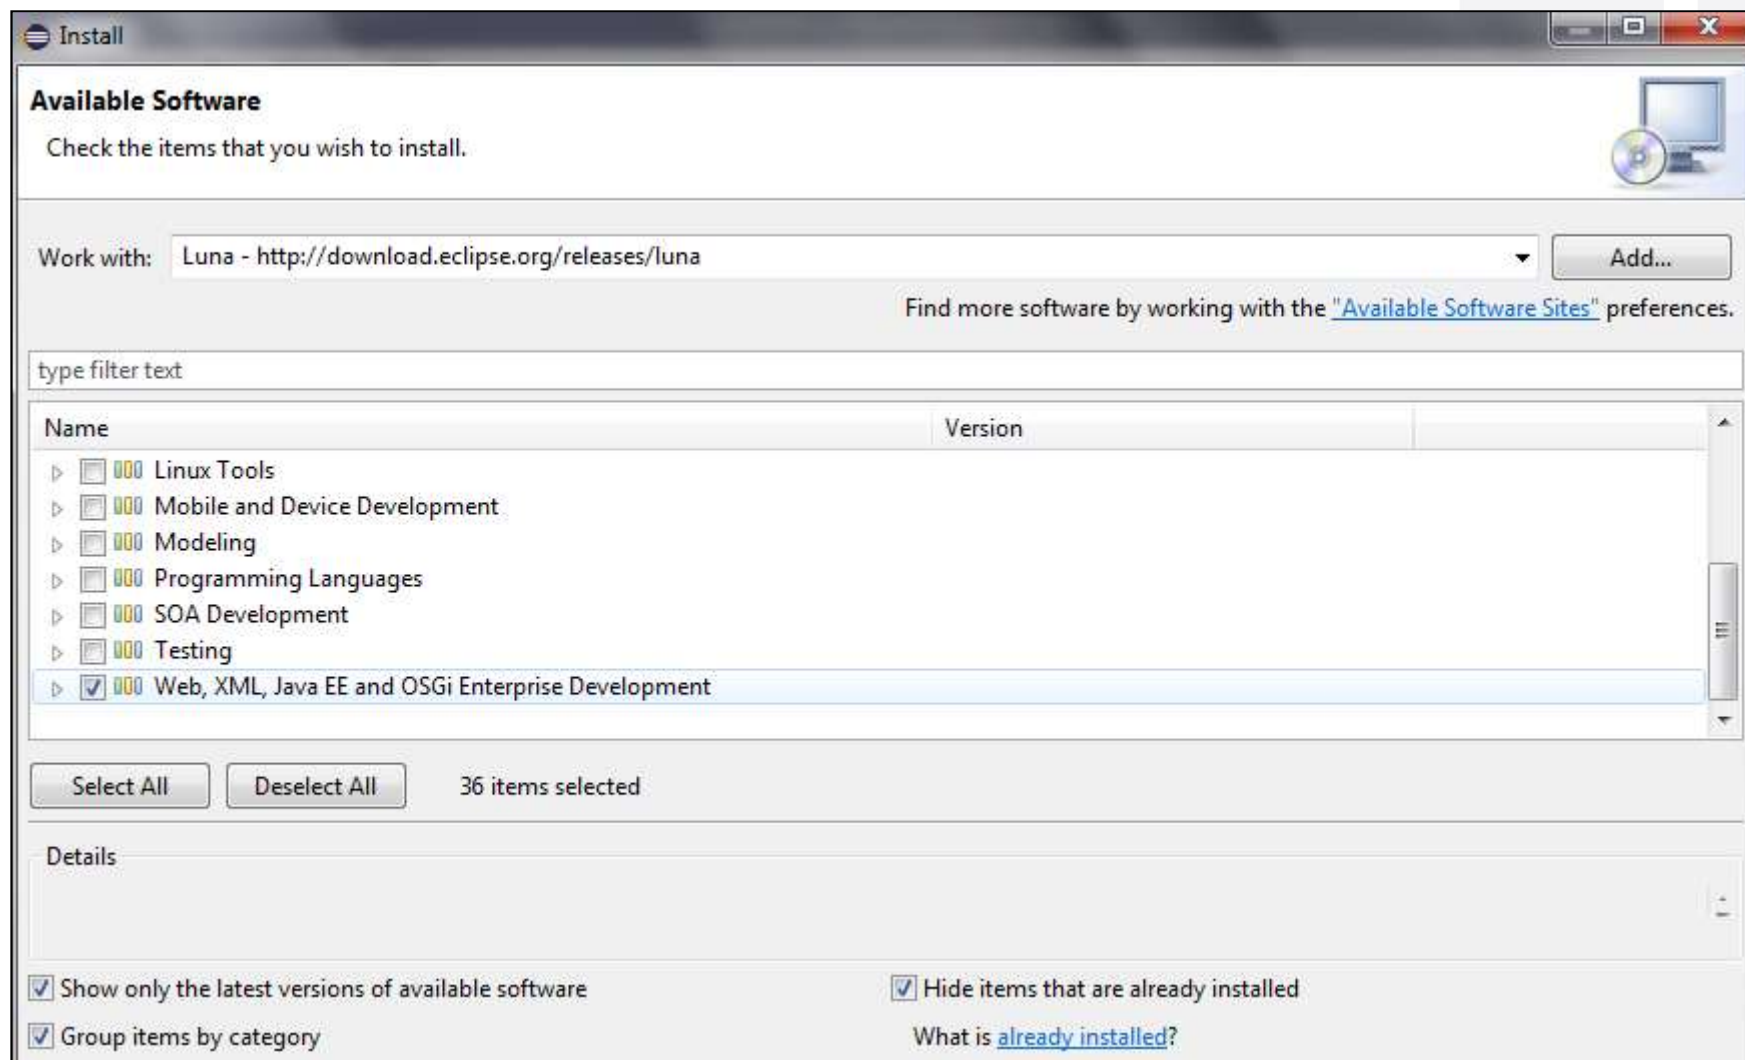 Install
Available Software
Check the items that you wish to install.
Work with: Luna - http://download.eclipse.org/releases/luna Add...
Find more software by working with the "Available Software Sites" preferences.
type filter text
Name Version
Linux Tools
Mobile and Device Development
Modeling
Programming Languages
SOA Development
Testing
Web, XML, Java EE and OSGi Enterprise Development
Select All Deselect All 36 items selected
Details
Show only the latest versions of available software Hide items that are already installed
Group items by category What is already installed?